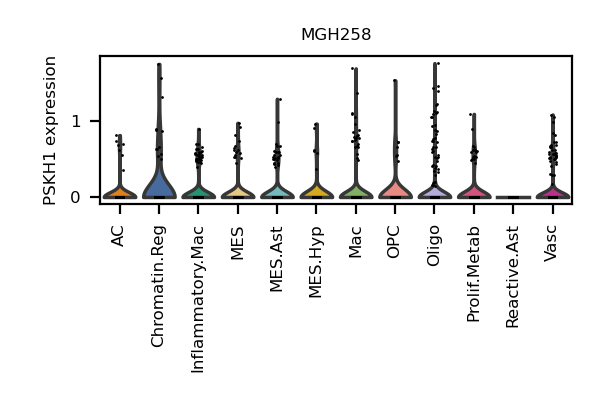 MGH258
PSKH1 expression
1
0
AC
Chromatin.Reg
Inflammatory.Mac
MES
MES.Ast
MES.Hyp
Mac
OPC
Oligo
Prolif.Metab
Reactive.Ast
Vasc